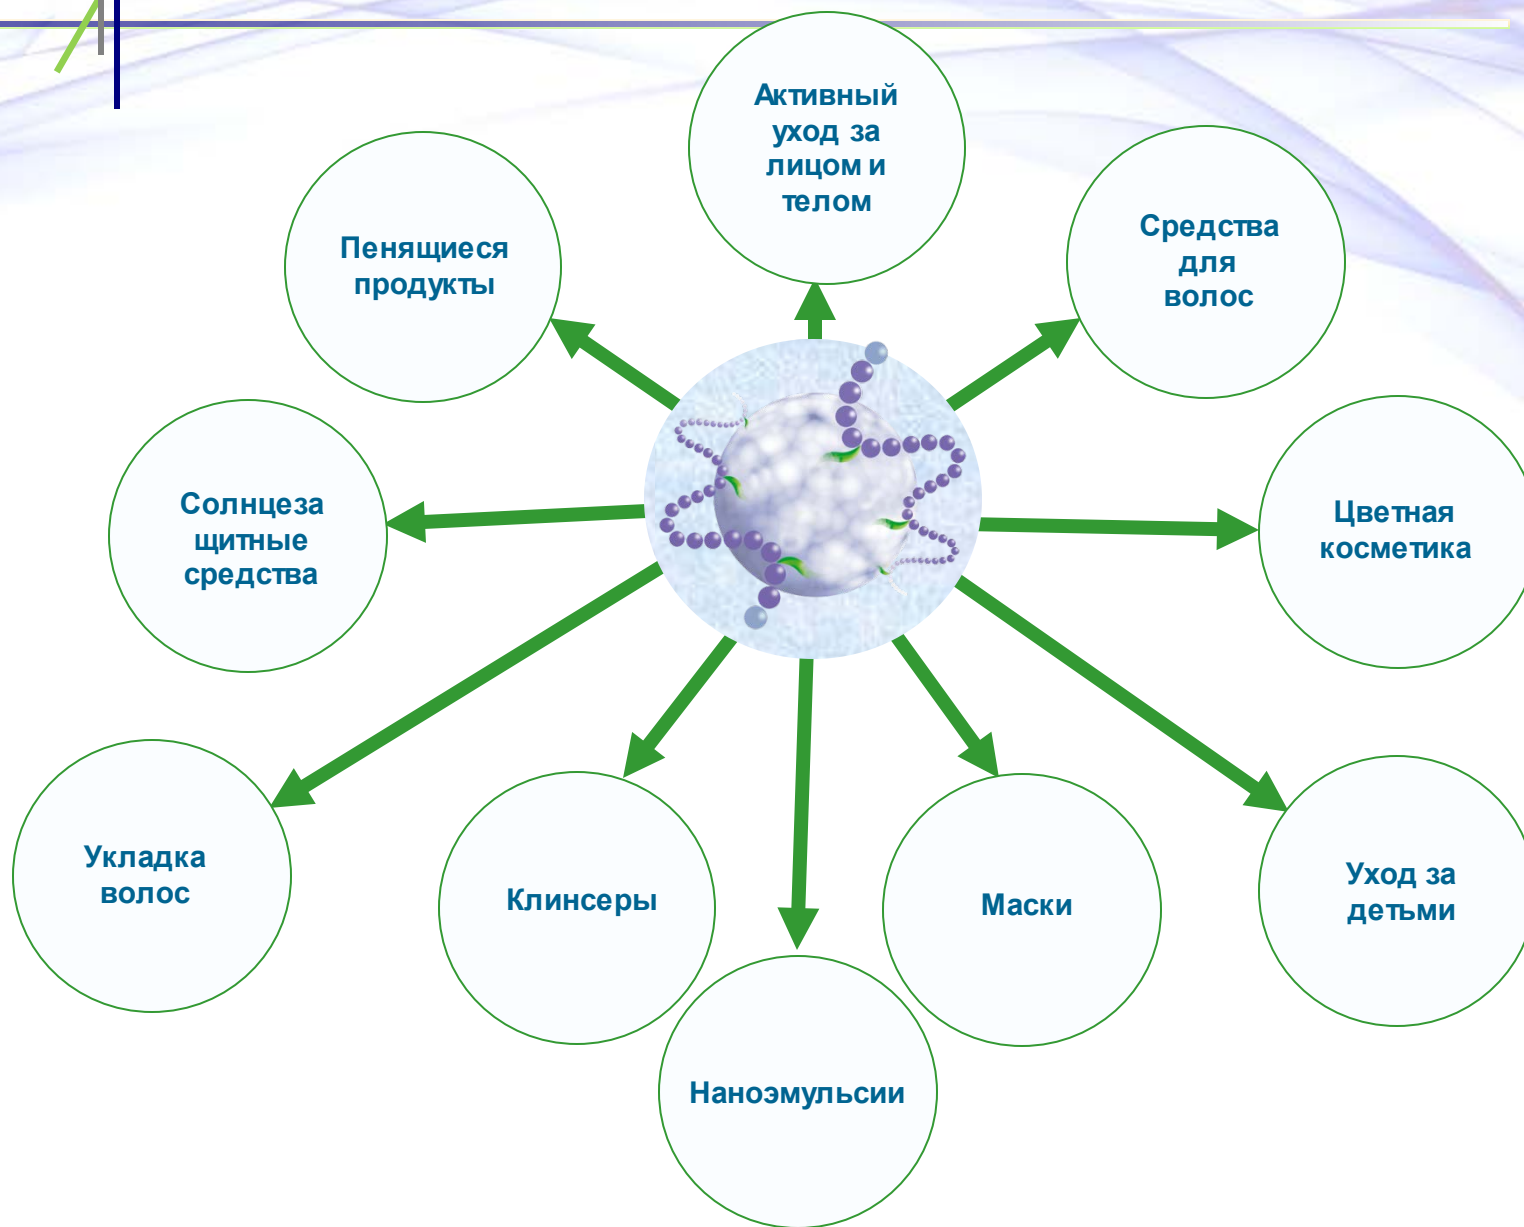 Активный
уход за
лицом и
телом
Пенящиеся
продукты
Средства
для
волос
Солнцеза
щитные
средства
Цветная
косметика
Укладка
волос
Клинсеры
Маски
Уход за
детьми
Наноэмульсии